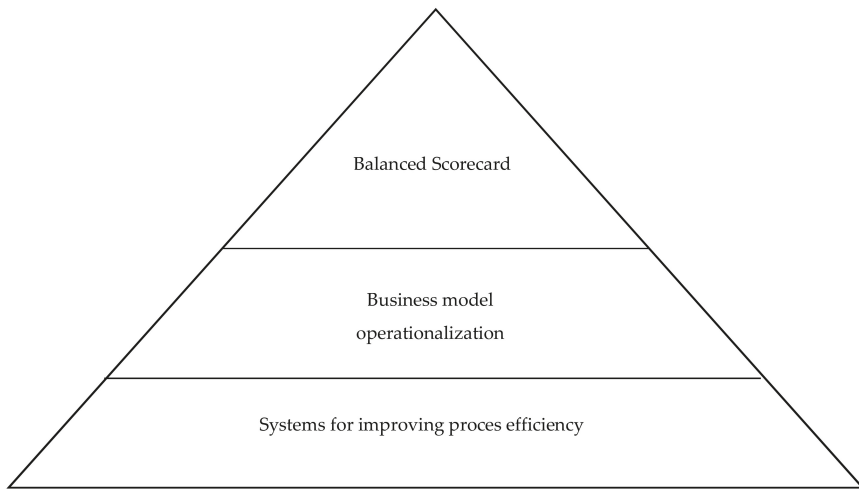 Balanced Scorecard
Business model
operationalization
Systems for improving proces efficiency